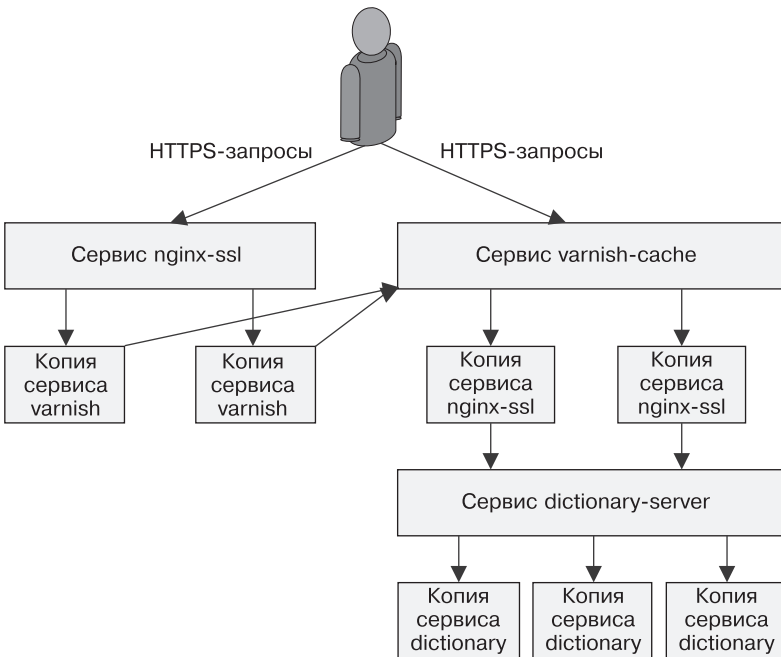 HTTPS-запросы
HTTPS-запросы
Сервис nginx-ssl
Сервис varnish-cache
Копия
сервиса
varnish
Копия
сервиса
varnish
Копия
сервиса
nginx-ssl
Копия
сервиса
nginx-ssl
Сервис dictionary-server
Копия
сервиса
dictionary
Копия
сервиса
dictionary
Копия
сервиса
dictionary